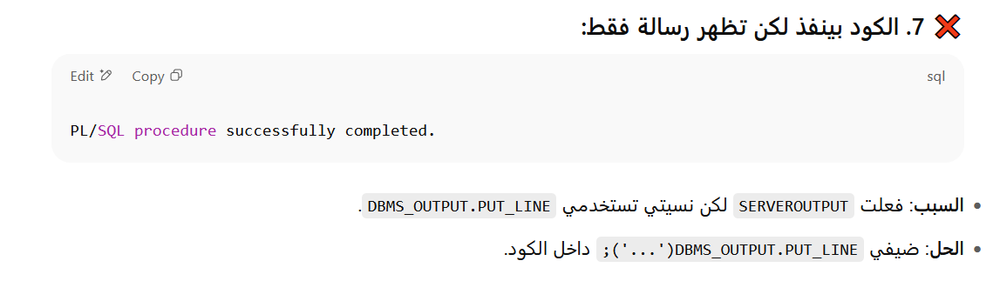 ❌ 7. الكود بينفذ لكن تظهر رسالة فقط:
sql Copy Edit
PL/SQL procedure successfully completed.
السبب: فعلت SERVEROUTPUT لكن نسيتي تستخدمي DBMS_OUTPUT.PUT_LINE.
الحل: ضيفي DBMS_OUTPUT.PUT_LINE('...'); داخل الكود.